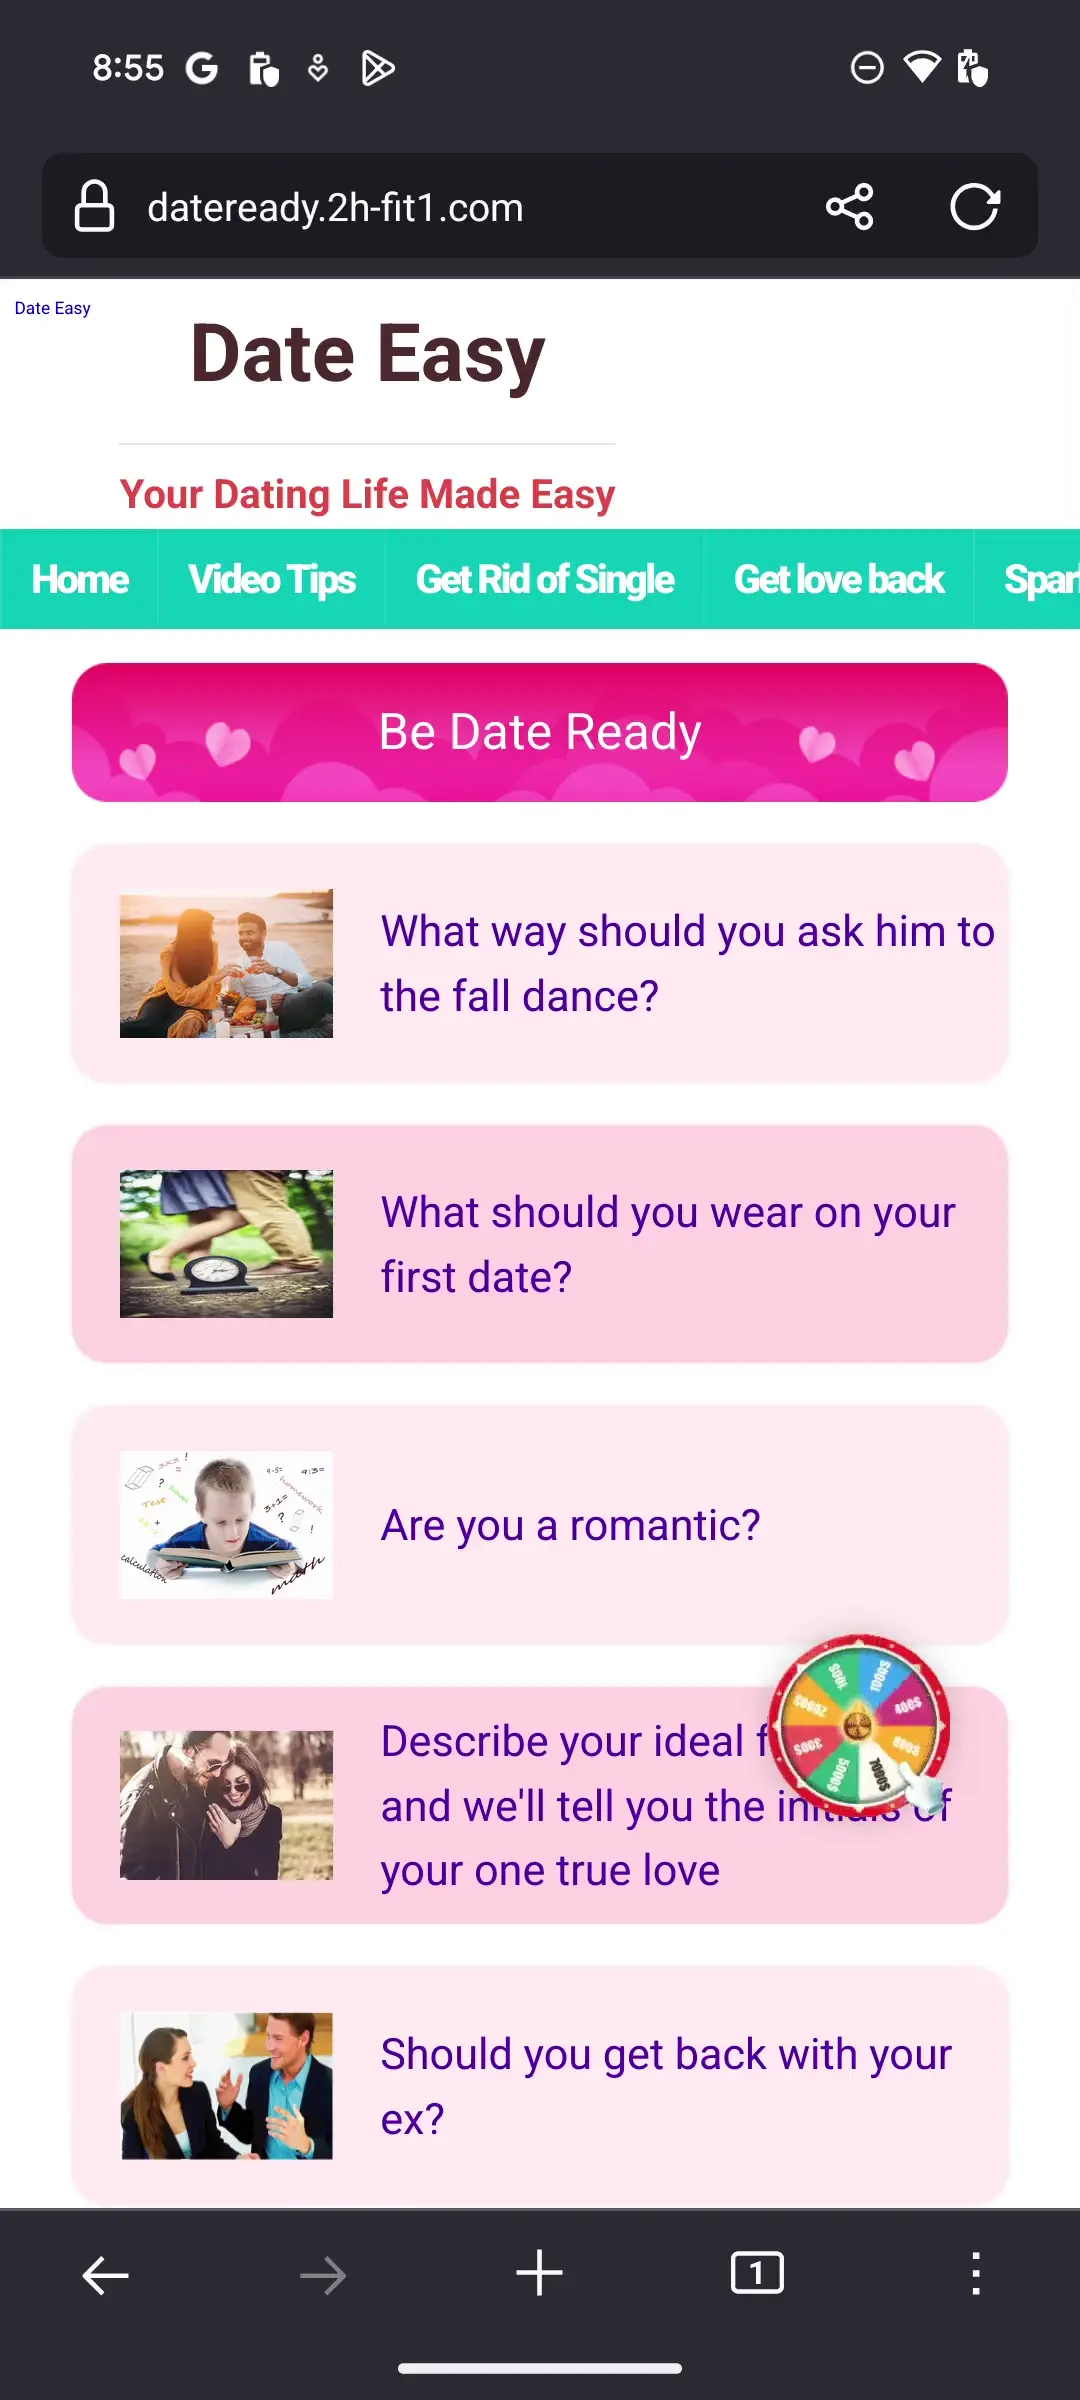 8:55
dateready.2h-fit1.com
Date Easy
Date Easy
Your Dating Life Made Easy
Home Video Tips Get Rid of Single Get love back Spar
Be Date Ready
What way should you ask him to
the fall dance?
What should you wear on your
first date?
Are you a romantic?
Describe your ideal f
and we'll tell you the initials of
your one true love
Should you get back with your
ex?
1